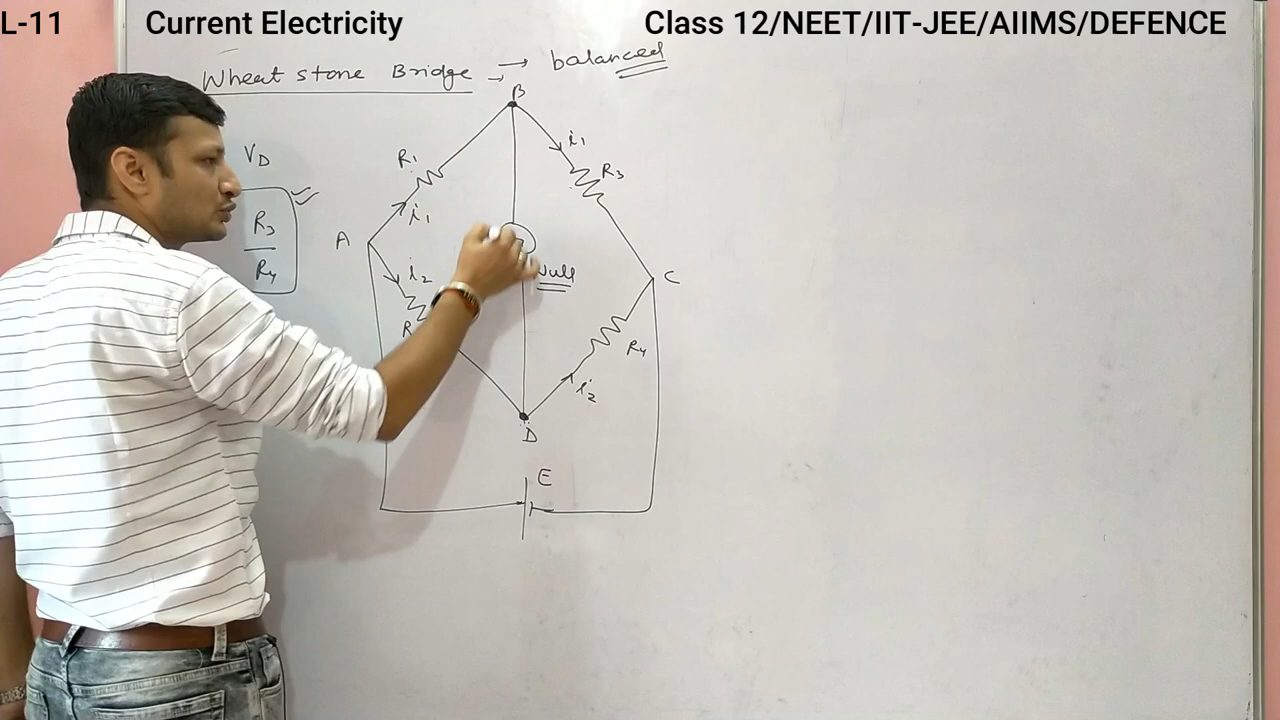 L-11 Current Electricity Class 12/NEET/IIT-JEE/AIIMS/DEFENCE
Wheat stone Bridge → balanced
B
i1
VD
R1
R3
R3
i1
A
R4
i2
Null
C
R
R4
i2
D
E